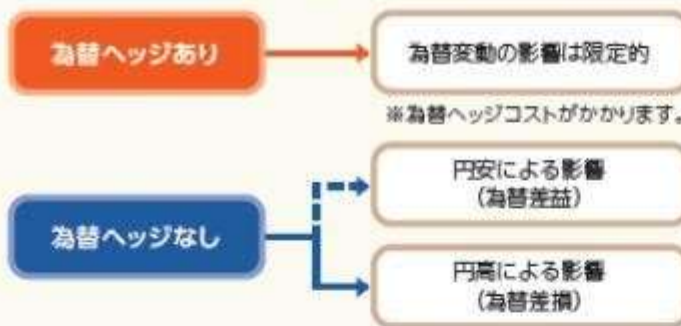 為替ヘッジあり
為替変動の影響は限定的
※為替ヘッジコストがかかります。
為替ヘッジなし
円安による影響
(為替差益)
円高による影響
(為替差損)